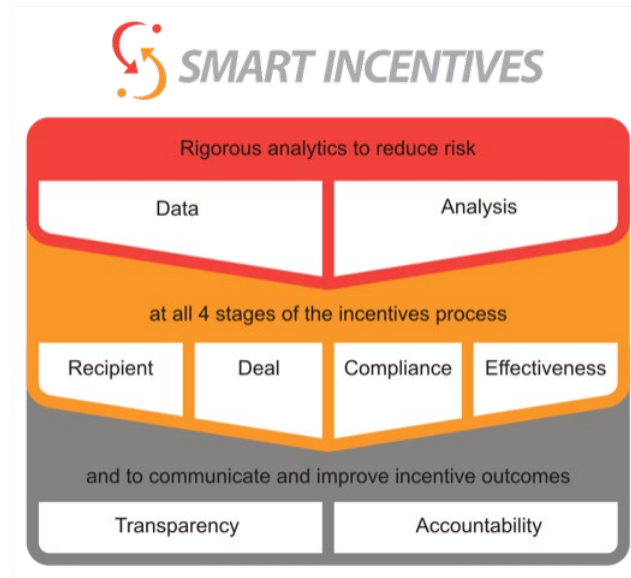 SMART INCENTIVES
Rigorous analytics to reduce risk
Data Analysis
at all 4 stages of the incentives process
Recipient Deal Compliance Effectiveness
and to communicate and improve incentive outcomes
Transparency Accountability